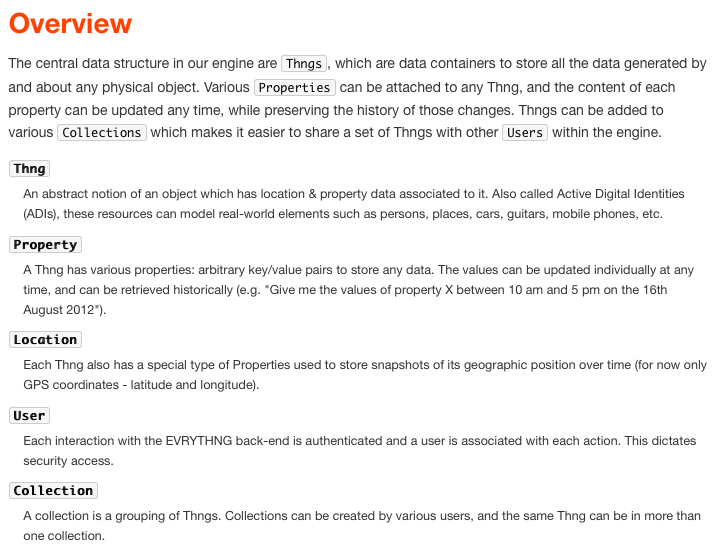 Overview
The central data structure in our engine are Thngs, which are data containers to store all the data generated by
and about any physical object. Various Properties can be attached to any Thng, and the content of each
property can be updated any time, while preserving the history of those changes. Thngs can be added to
various Collections which makes it easier to share a set of Thngs with other Users within the engine.
Thng
An abstract notion of an object which has location & property data associated to it. Also called Active Digital Identities
(ADIs), these resources can model real-world elements such as persons, places, cars, guitars, mobile phones, etc.
Property
A Thng has various properties: arbitrary key/value pairs to store any data. The values can be updated individually at any
time, and can be retrieved historically (e.g. "Give me the values of property X between 10 am and 5 pm on the 16th
August 2012").
Location
Each Thng also has a special type of Properties used to store snapshots of its geographic position over time (for now only
GPS coordinates - latitude and longitude).
User
Each interaction with the EVRYTHNG back-end is authenticated and a user is associated with each action. This dictates
security access.
Collection
A collection is a grouping of Thngs. Collections can be created by various users, and the same Thng can be in more than
one collection.